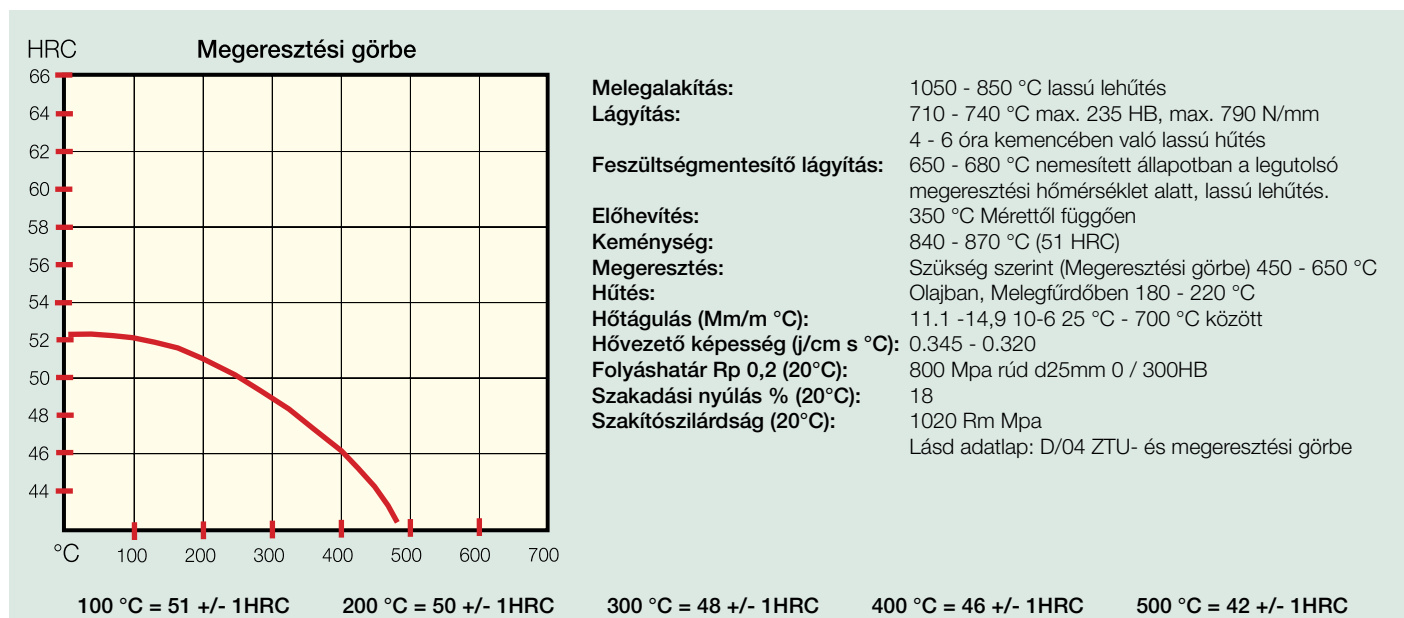 HRC
Megeresztési görbe
66
64
62
60
58
56
54
52
50
48
46
44
°C
100
200
300
400
500
600
700
Melegalakítás: 1050 - 850 °C lassú lehűtés
Lágyítás: 710 - 740 °C max. 235 HB, max. 790 N/mm
4 - 6 óra kemencében való lassú hűtés
Feszültségmentesítő lágyítás: 650 - 680 °C nemesített állapotban a legutolsó
megeresztési hőmérséklet alatt, lassú lehűtés.
Előhevítés: 350 °C Mérettől függően
Keménység: 840 - 870 °C (51 HRC)
Megeresztés: Szükség szerint (Megeresztési görbe) 450 - 650 °C
Hűtés: Olajban, Melegfürdőben 180 - 220 °C
Hőtágulás (Mm/m °C): 11.1 -14,9 10-6 25 °C - 700 °C között
Hővezető képesség (j/cm s °C): 0.345 - 0.320
Folyáshatár Rp 0,2 (20°C): 800 Mpa rúd d25mm 0 / 300HB
Szakadási nyúlás % (20°C): 18
Szakítószilárdság (20°C): 1020 Rm Mpa
Lásd adatlap: D/04 ZTU- és megeresztési görbe
100 °C = 51 +/- 1HRC 200 °C = 50 +/- 1HRC 300 °C = 48 +/- 1HRC 400 °C = 46 +/- 1HRC 500 °C = 42 +/- 1HRC